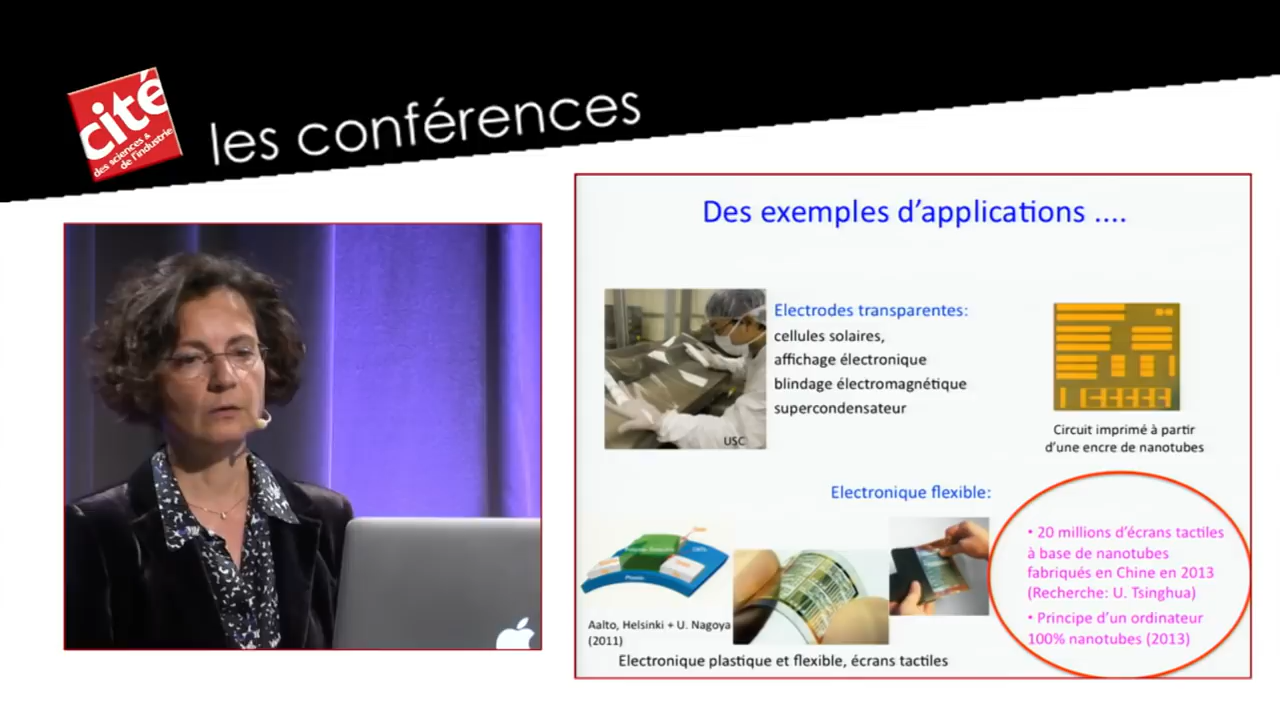 cité
des sciences &
de l'industrie
les conférences
Des exemples d'applications ....
Electrodes transparentes:
cellules solaires,
affichage électronique
blindage électromagnétique
supercondensateur
USC
Circuit imprimé à partir
d'une encre de nanotubes
Electronique flexible:
Aalto, Helsinki + U. Nagoya
(2011)
Electronique plastique et flexible, écrans tactiles
• 20 millions d'écrans tactiles
à base de nanotubes
fabriqués en Chine en 2013
(Recherche: U. Tsinghua)
• Principe d'un ordinateur
100% nanotubes (2013)